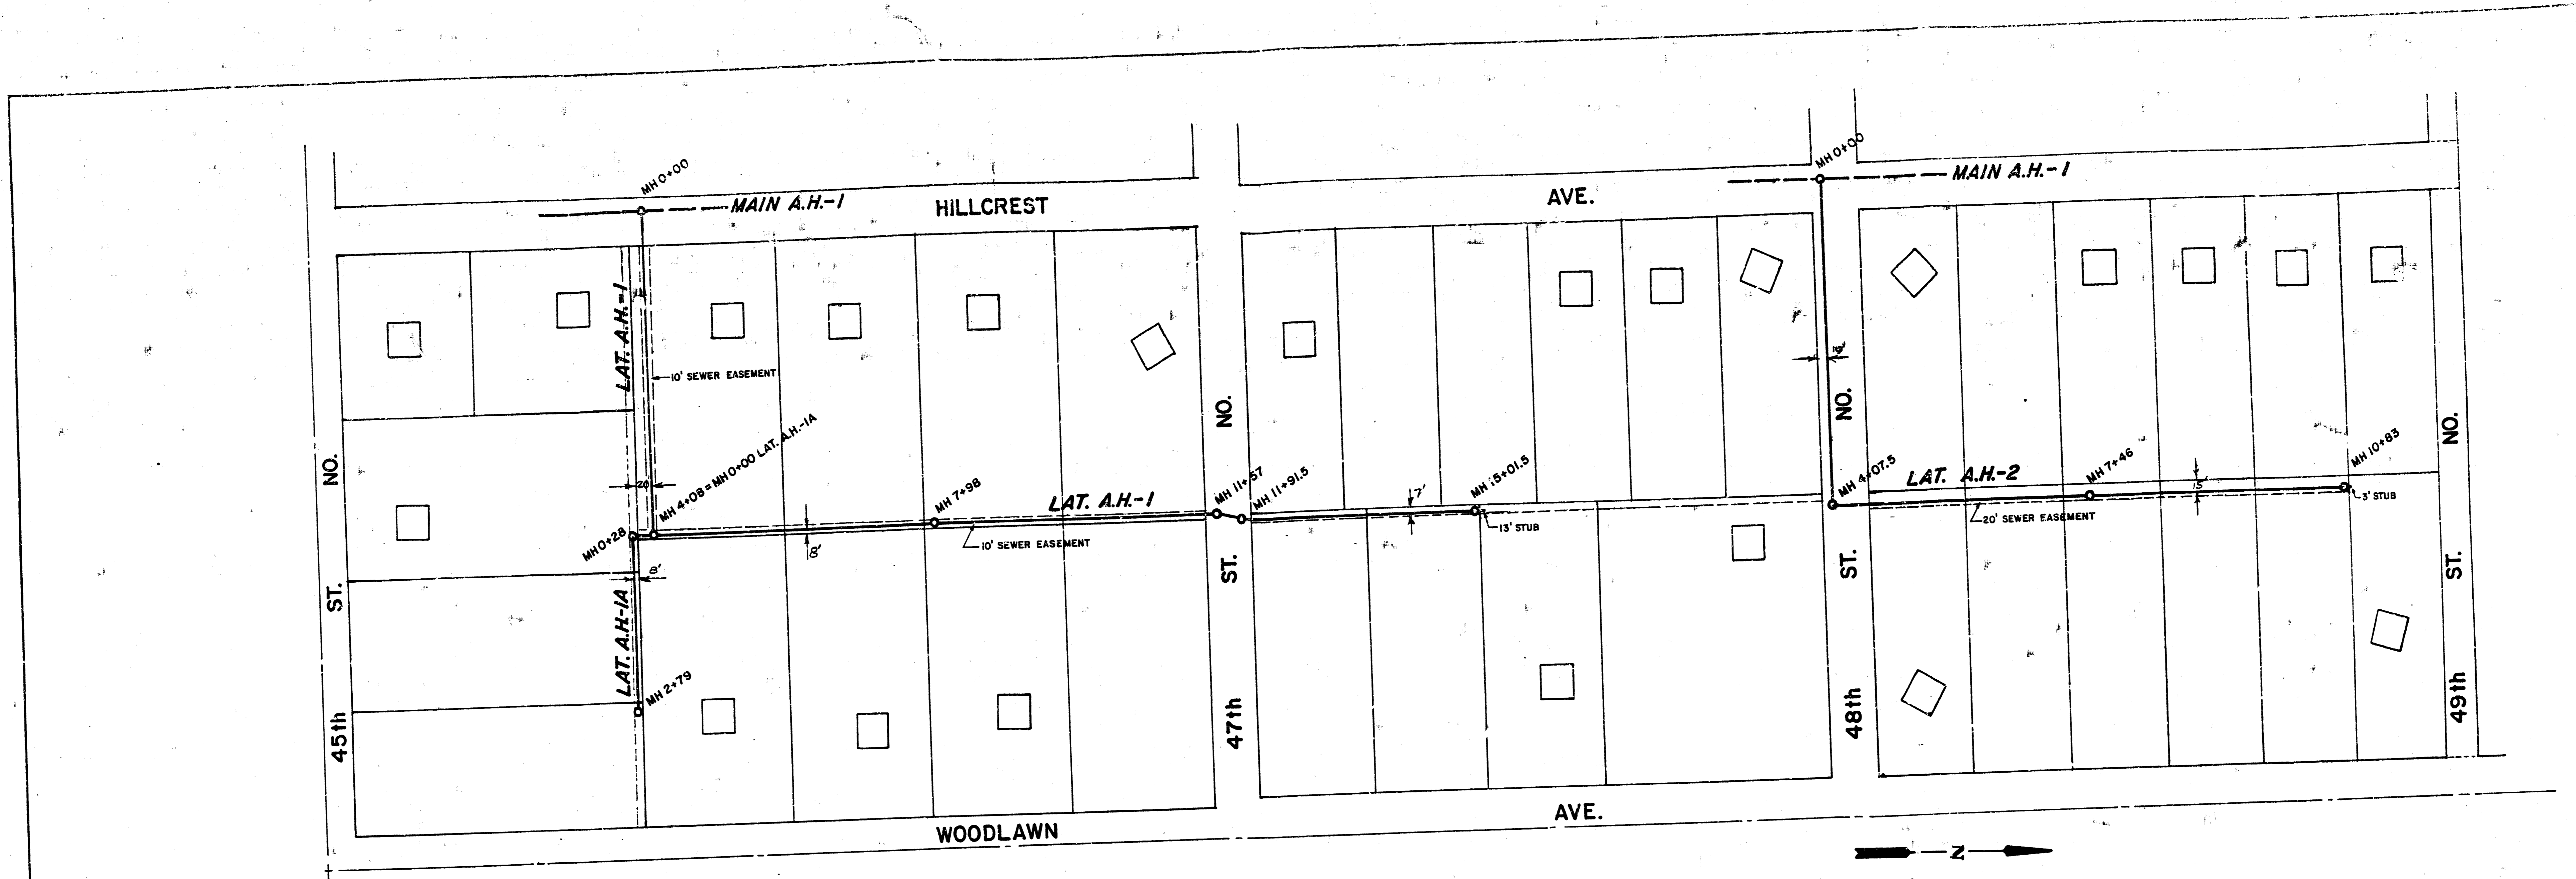 MH 0+00
MAIN A.H.-1
HILLCREST
AVE.
MH 0+00
MAIN A.H.-1
LAT. A.H.-1
10' SEWER EASEMENT
20'
MH 4+08 = MH 0+00 LAT. A.H.-1A
MH 0+28
8'
LAT. A.H.-1A
MH 2+79
MH 7+98
8'
10' SEWER EASEMENT
LAT. A.H.-1
MH 11+57
MH 11+91.5
7'
MH 15+01.5
13' STUB
10'
MH 4+07.5
LAT. A.H.-2
20' SEWER EASEMENT
MH 7+46
15'
MH 10+83
3' STUB
45th ST. NO.
47th ST. NO.
48th ST. NO.
49th ST. NO.
WOODLAWN
AVE.
N